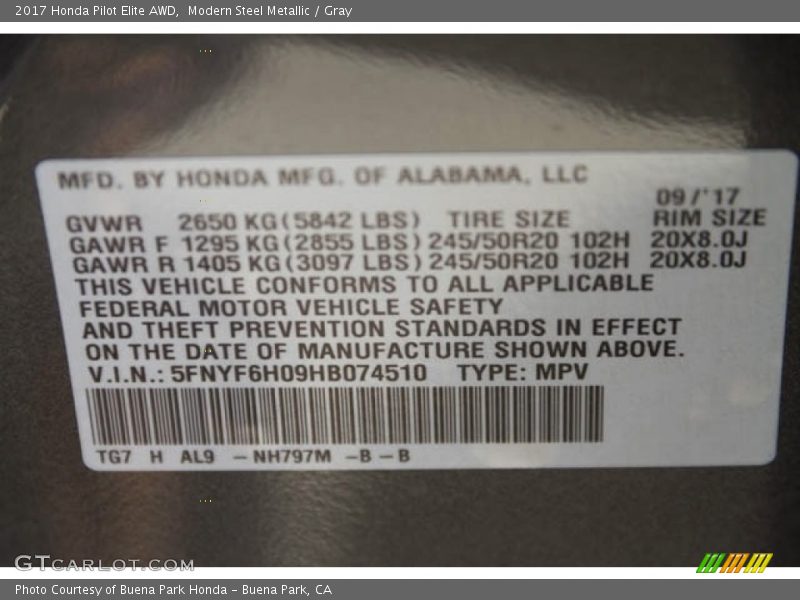 2017 Honda Pilot Elite AWD,  Modern Steel Metallic / Gray
MFD. BY HONDA MFG. OF ALABAMA, LLC
09/'17
GVWR 2650 KG(5842 LBS) TIRE SIZE RIM SIZE
GAWR F 1295 KG(2855 LBS) 245/50R20 102H 20X8.0J
GAWR R 1405 KG(3097 LBS) 245/50R20 102H 20X8.0J
THIS VEHICLE CONFORMS TO ALL APPLICABLE
FEDERAL MOTOR VEHICLE SAFETY
AND THEFT PREVENTION STANDARDS IN EFFECT
ON THE DATE OF MANUFACTURE SHOWN ABOVE.
V.I.N.: 5FNYF6H09HB074510 TYPE: MPV
TG7 H AL9 -NH797M -B-B
GTCARLOT.COM
Photo Courtesy of Buena Park Honda - Buena Park, CA